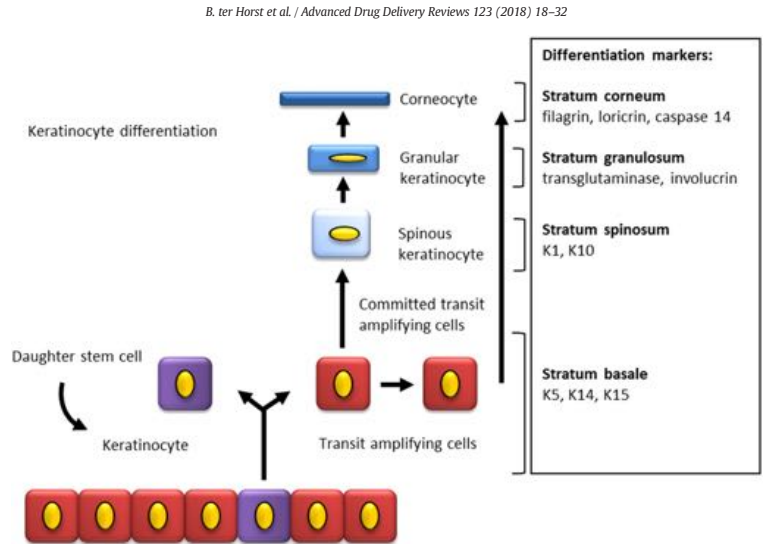 B. ter Horst et al. / Advanced Drug Delivery Reviews 123 (2018) 18–32
Keratinocyte differentiation
Corneocyte
Granular
keratinocyte
Spinous
keratinocyte
Committed transit
amplifying cells
Daughter stem cell
Keratinocyte
Transit amplifying cells
Differentiation markers:
Stratum corneum
filagrin, loricrin, caspase 14
Stratum granulosum
transglutaminase, involucrin
Stratum spinosum
K1, K10
Stratum basale
K5, K14, K15